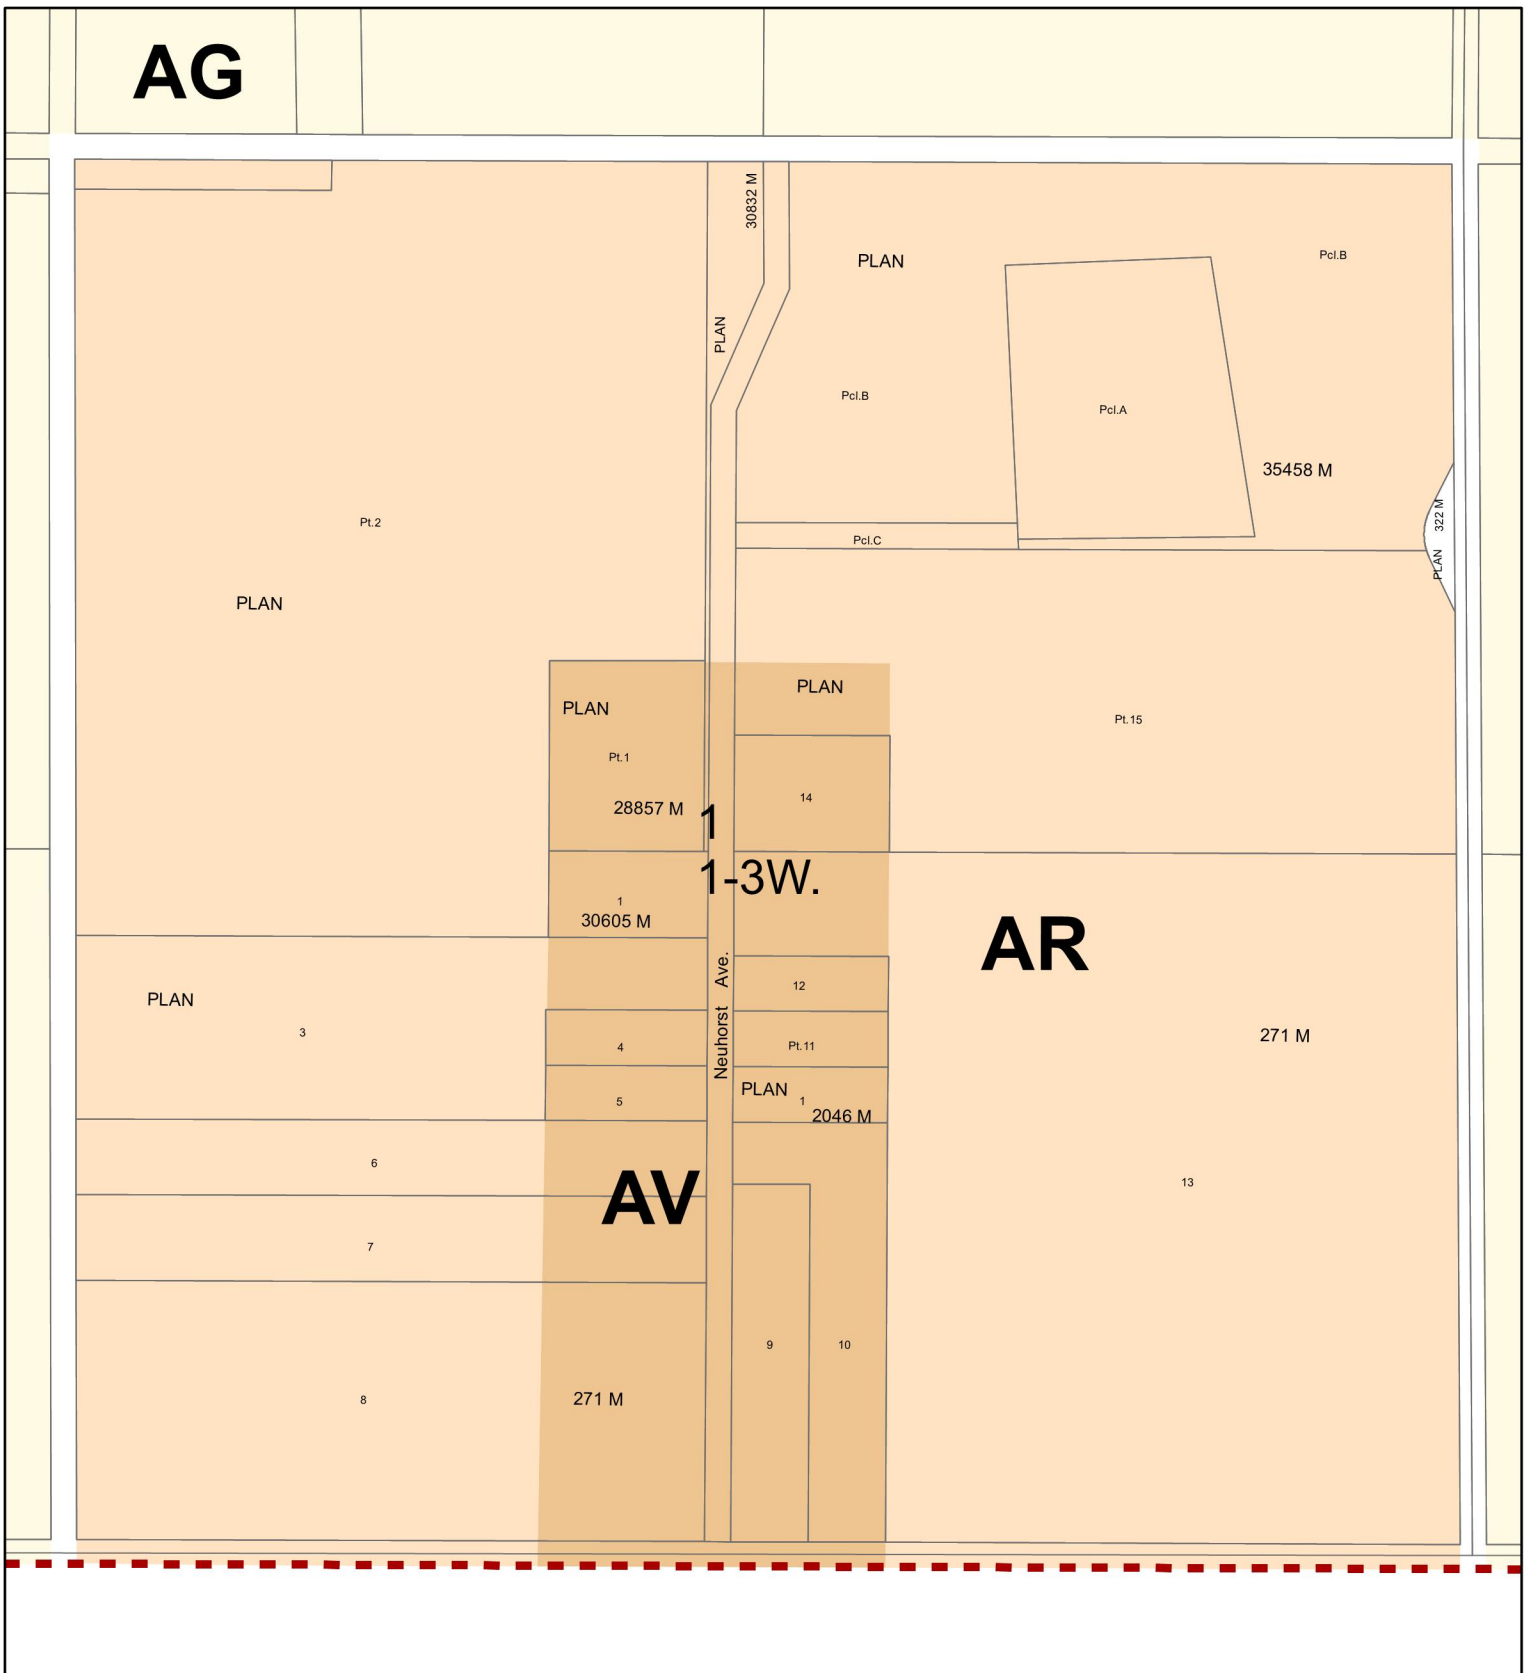 AG
30832 M
PLAN
PLAN
Pcl.B
Pcl.B
Pcl.A
35458 M
322 M
PLAN
Pcl.C
Pt.2
PLAN
PLAN
Pt.1
28857 M
PLAN
14
Pt.15
1
1-3W.
1
30605 M
AR
Neuhorst Ave.
12
PLAN
3
4
Pt.11
271 M
5
PLAN
1
2046 M
6
AV
13
7
9
10
8
271 M